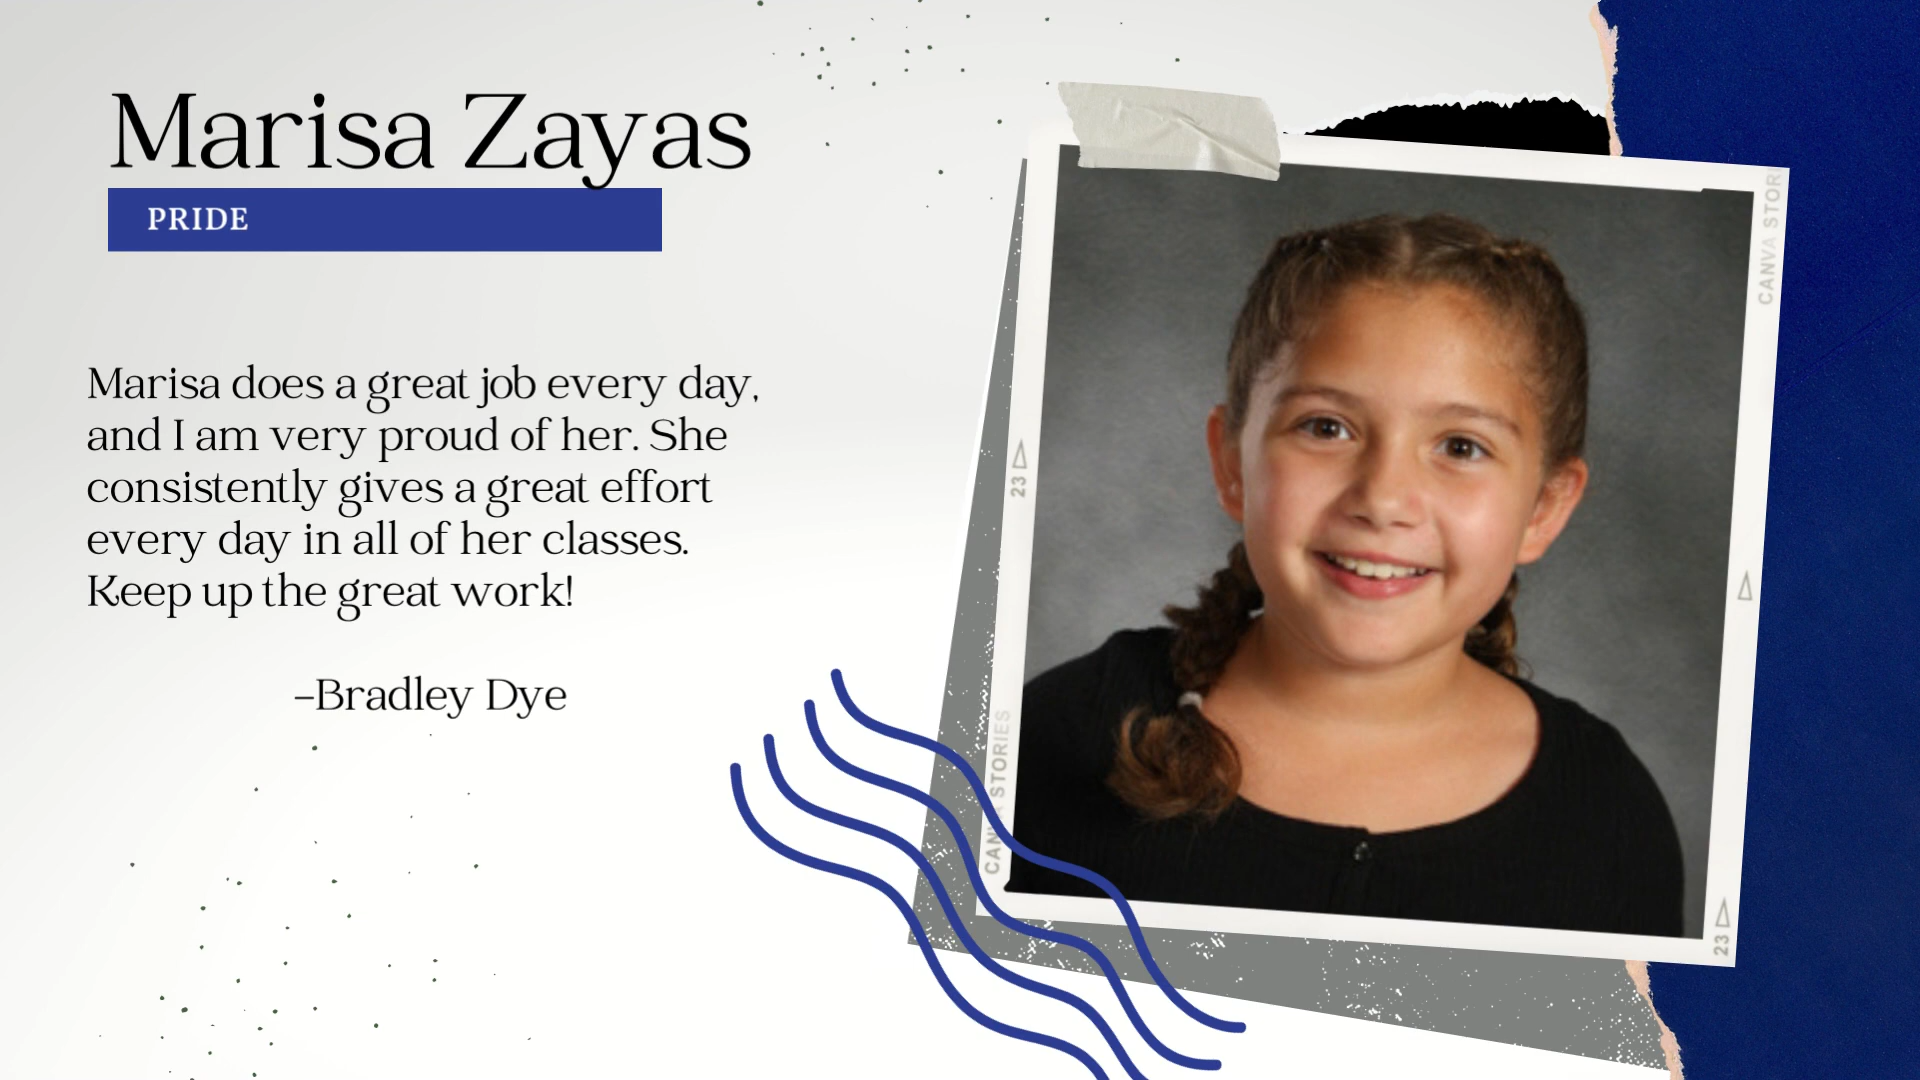 Marisa Zayas
PRIDE
Marisa does a great job every day,
and I am very proud of her. She
consistently gives a great effort
every day in all of her classes.
Keep up the great work!
–Bradley Dye
CANVA STORI
23
CANVA STORIES
23